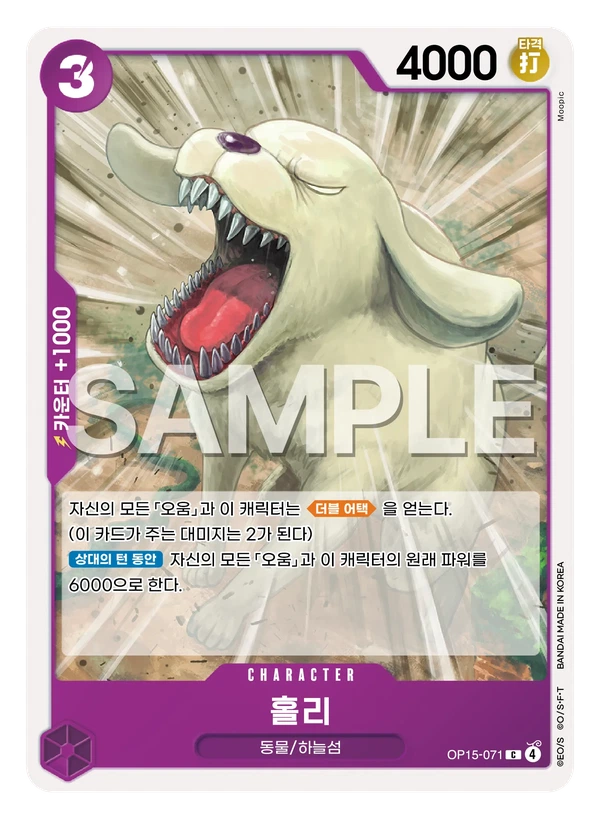 3
4000
타격
打
Moopic
카운터 +1000
SAMPLE
자신의 모든 「오움」과 이 캐릭터는 더블 어택 을 얻는다.
(이 카드가 주는 대미지는 2가 된다)
상대의 턴 동안 자신의 모든 「오움」과 이 캐릭터의 원래 파워를
6000으로 한다.
CHARACTER
홀리
동물/하늘섬
OP15-071 C 4
©EO/S ©O/S·F·T BANDAI MADE IN KOREA